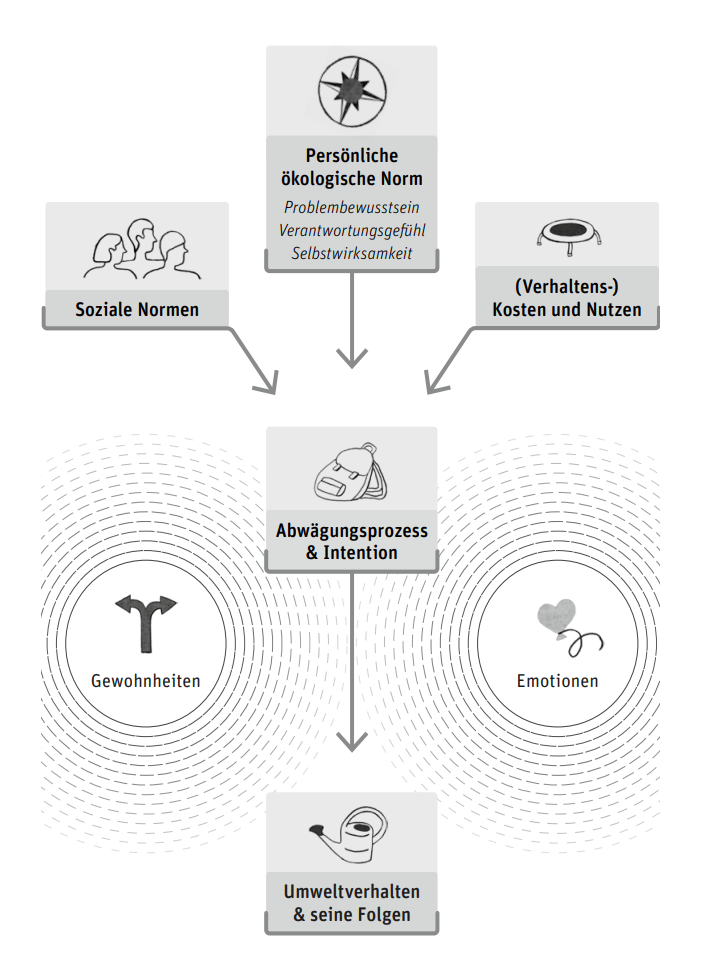 Persönliche
ökologische Norm
Problembewusstsein
Verantwortungsgefühl
Selbstwirksamkeit
Soziale Normen
(Verhaltens-)
Kosten und Nutzen
Abwägungsprozess
& Intention
Gewohnheiten
Emotionen
Umweltverhalten
& seine Folgen